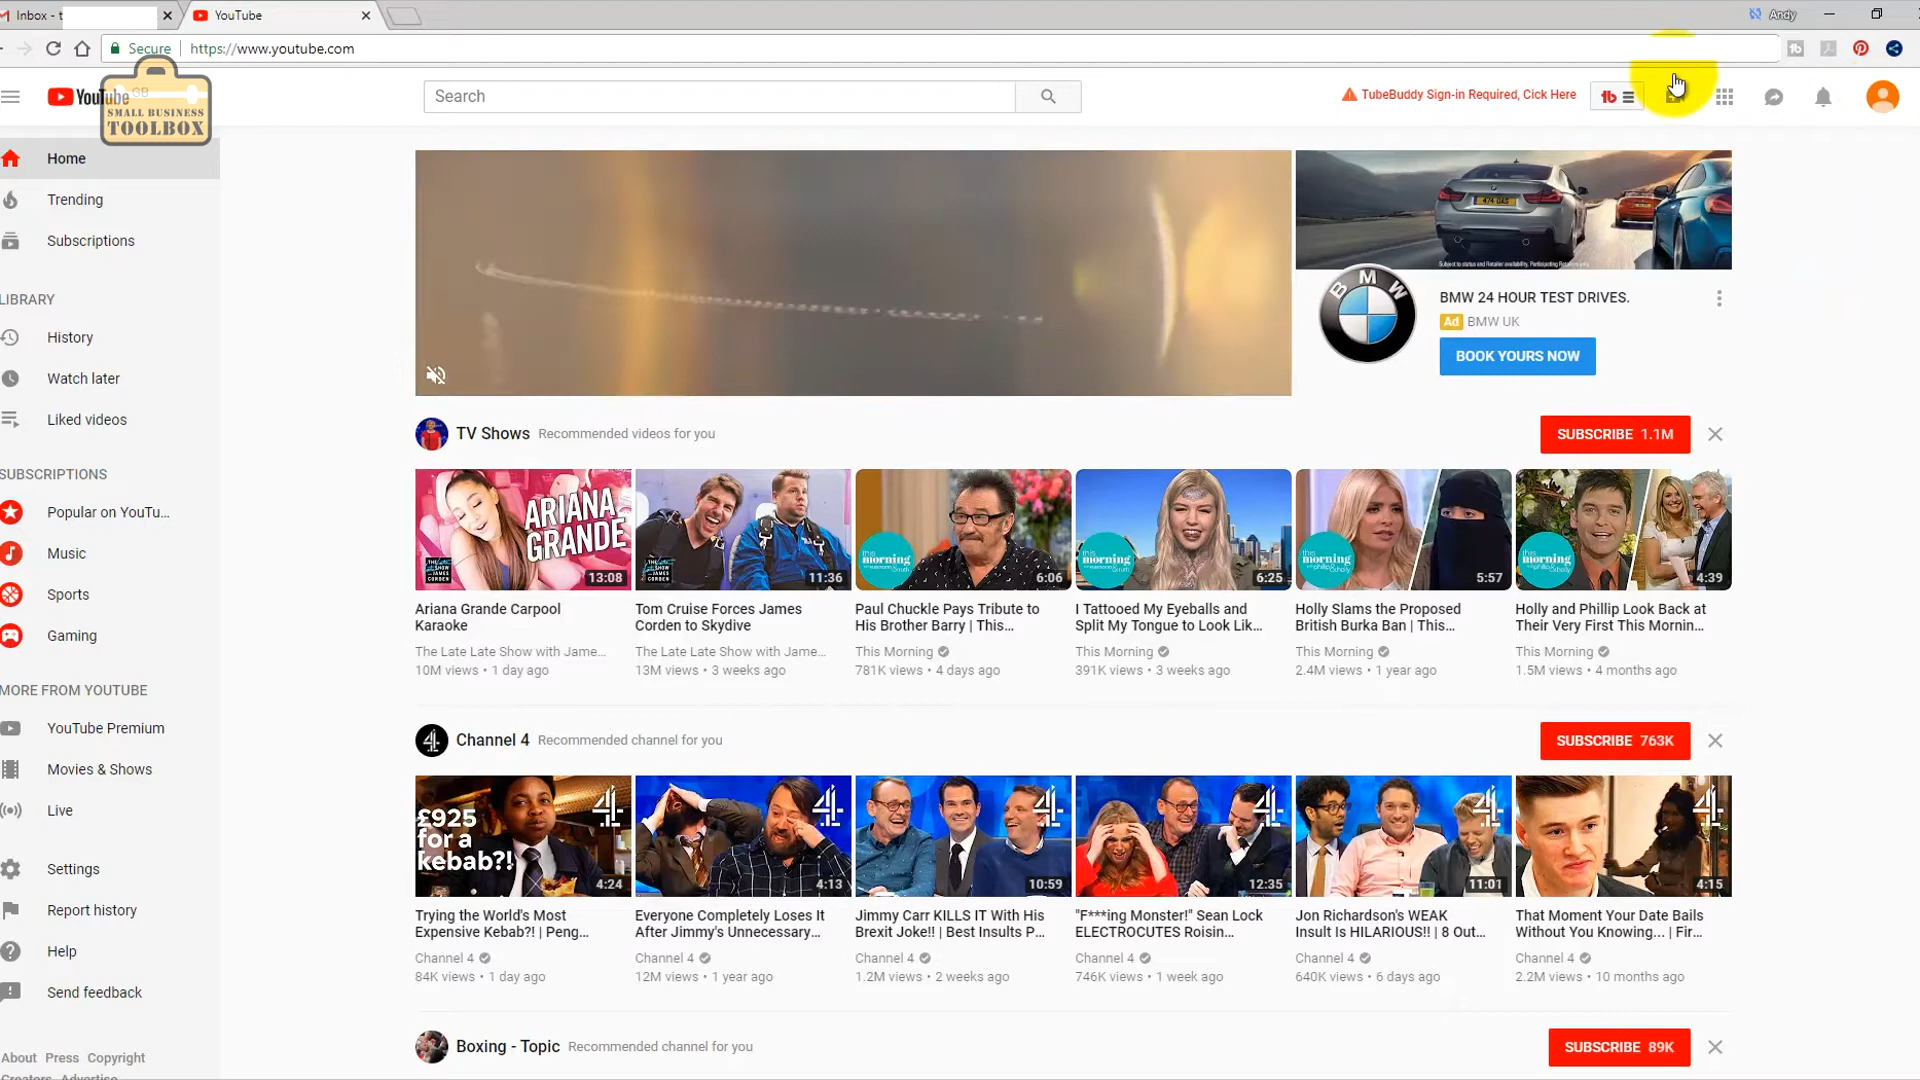 Inbox - t
YouTube
Andy
Secure
https://www.youtube.com
YouTube GB
SMALL BUSINESS
TOOLBOX
Search
TubeBuddy Sign-in Required, Cick Here
tb
Home
Trending
Subscriptions
LIBRARY
History
Watch later
Liked videos
SUBSCRIPTIONS
Popular on YouTu...
Music
Sports
Gaming
MORE FROM YOUTUBE
YouTube Premium
Movies & Shows
Live
Settings
Report history
Help
Send feedback
About Press Copyright
Creators Advertise
BMW
BMW 24 HOUR TEST DRIVES.
Ad BMW UK
BOOK YOURS NOW
TV Shows Recommended videos for you
SUBSCRIBE 1.1M
ARIANA
GRANDE
13:08
11:36
this
morning
6:06
this
morning
6:25
this
morning
5:57
this
morning
4:39
Ariana Grande Carpool
Karaoke
The Late Late Show with Jame...
10M views • 1 day ago
Tom Cruise Forces James
Corden to Skydive
The Late Late Show with Jame...
13M views • 3 weeks ago
Paul Chuckle Pays Tribute to
His Brother Barry | This...
This Morning
781K views • 4 days ago
I Tattooed My Eyeballs and
Split My Tongue to Look Lik...
This Morning
391K views • 3 weeks ago
Holly Slams the Proposed
British Burka Ban | This...
This Morning
2.4M views • 1 year ago
Holly and Phillip Look Back at
Their Very First This Mornin...
This Morning
1.5M views • 4 months ago
Channel 4 Recommended channel for you
SUBSCRIBE 763K
£925
for a
kebab?!
4:24
4:13
10:59
12:35
11:01
4:15
Trying the World's Most
Expensive Kebab?! | Peng...
Channel 4
84K views • 1 day ago
Everyone Completely Loses It
After Jimmy's Unnecessary...
Channel 4
12M views • 1 year ago
Jimmy Carr KILLS IT With His
Brexit Joke!! | Best Insults P...
Channel 4
1.2M views • 2 weeks ago
"F***ing Monster!" Sean Lock
ELECTROCUTES Roisin...
Channel 4
746K views • 1 week ago
Jon Richardson's WEAK
Insult Is HILARIOUS!! | 8 Out...
Channel 4
640K views • 6 days ago
That Moment Your Date Bails
Without You Knowing... | Fir...
Channel 4
2.2M views • 10 months ago
Boxing - Topic Recommended channel for you
SUBSCRIBE 89K